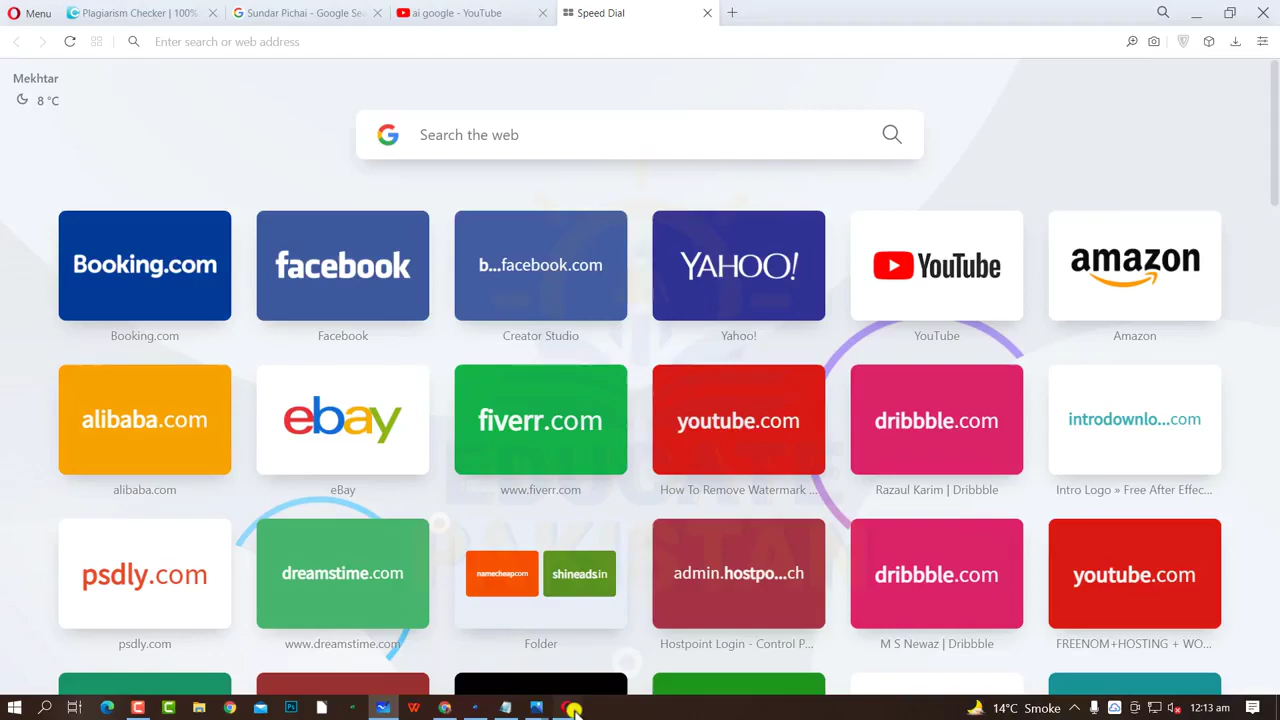 Menu
Plagiarism Checker | 100%
Sundar Pichai - Google Se
ai google - YouTube
Speed Dial
Enter search or web address
Mekhtar
8 °C
Search the web
Booking.com
facebook
b...facebook.com
YAHOO!
YouTube
amazon
Booking.com
Facebook
Creator Studio
Yahoo!
YouTube
Amazon
alibaba.com
ebay
fiverr.com
youtube.com
dribbble.com
introdownlo...com
alibaba.com
eBay
www.fiverr.com
How To Remove Watermark ...
Razaul Karim | Dribbble
Intro Logo » Free After Effec...
EDUCATE
PAKISTAN
psdly.com
dreamstime.com
namecheap.com
shineads.in
admin.hostpo...ch
dribbble.com
youtube.com
psdly.com
www.dreamstime.com
Folder
Hostpoint Login - Control P...
M S Newaz | Dribbble
FREENOM+HOSTING + WO...
14°C Smoke
12:13 am